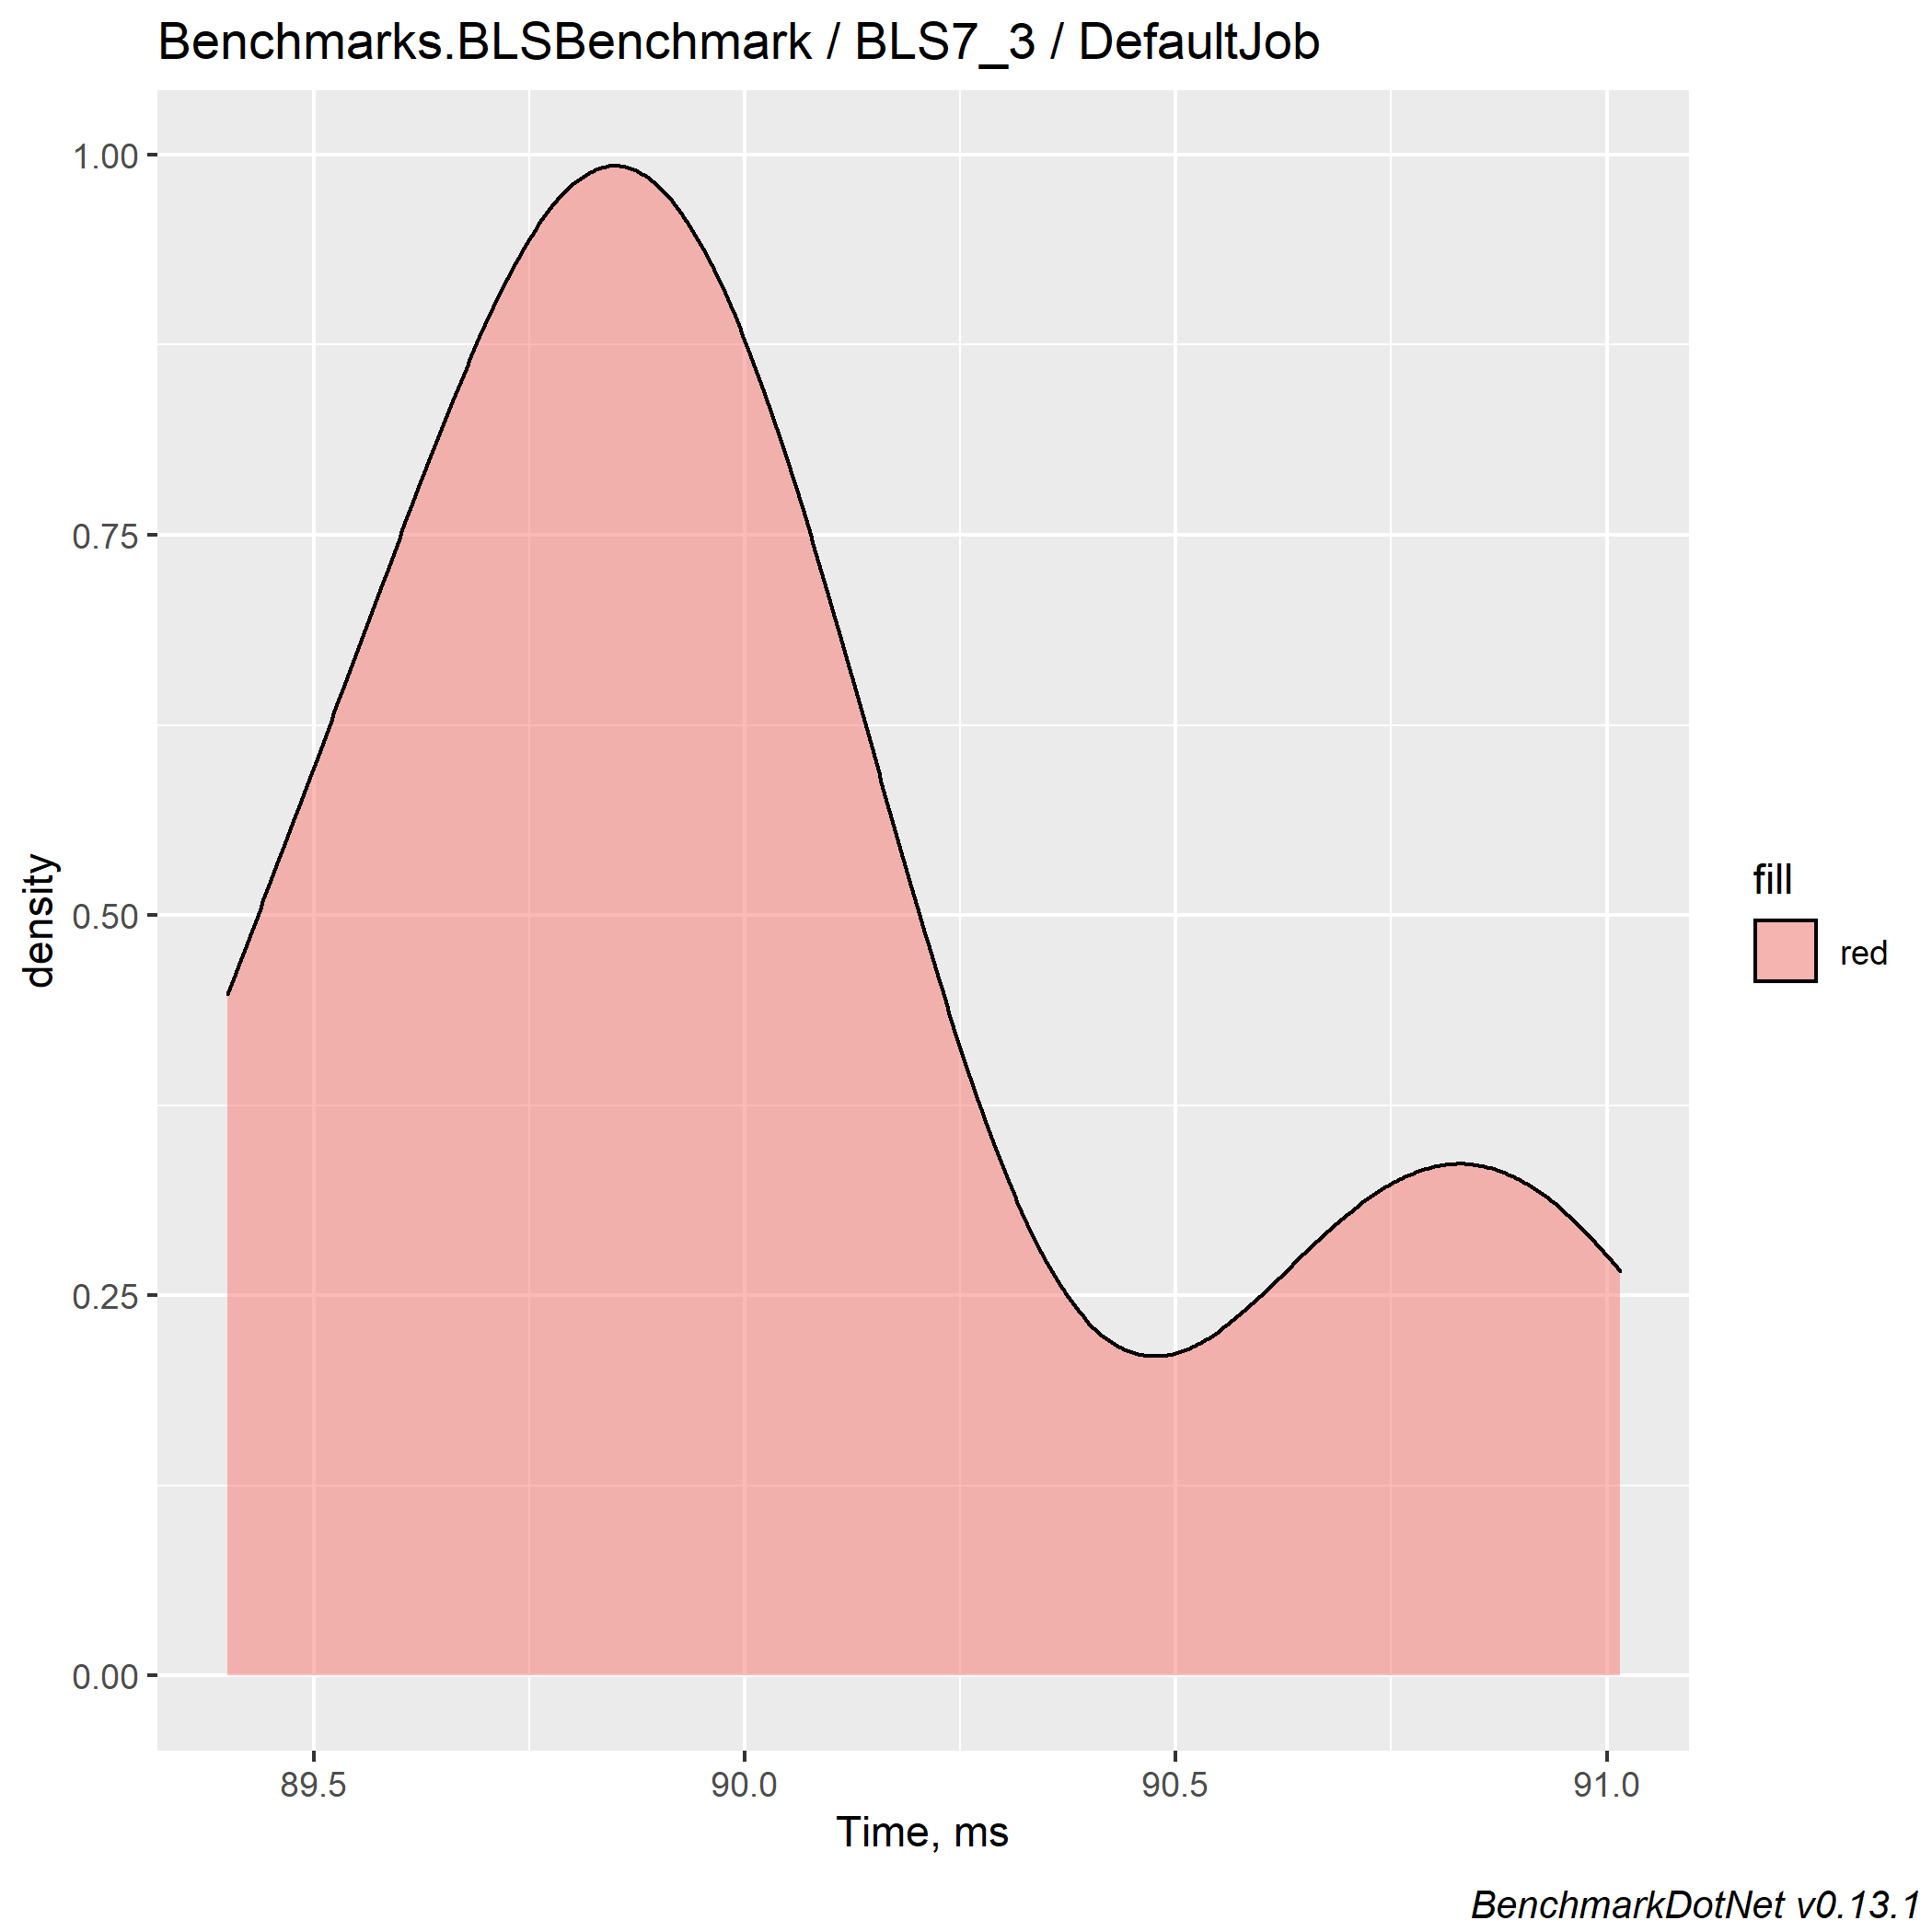 Benchmarks.BLSBenchmark / BLS7_3 / DefaultJob
1.00
0.75
0.50
0.25
0.00
density
89.5 90.0 90.5 91.0
Time, ms
fill
red
BenchmarkDotNet v0.13.1